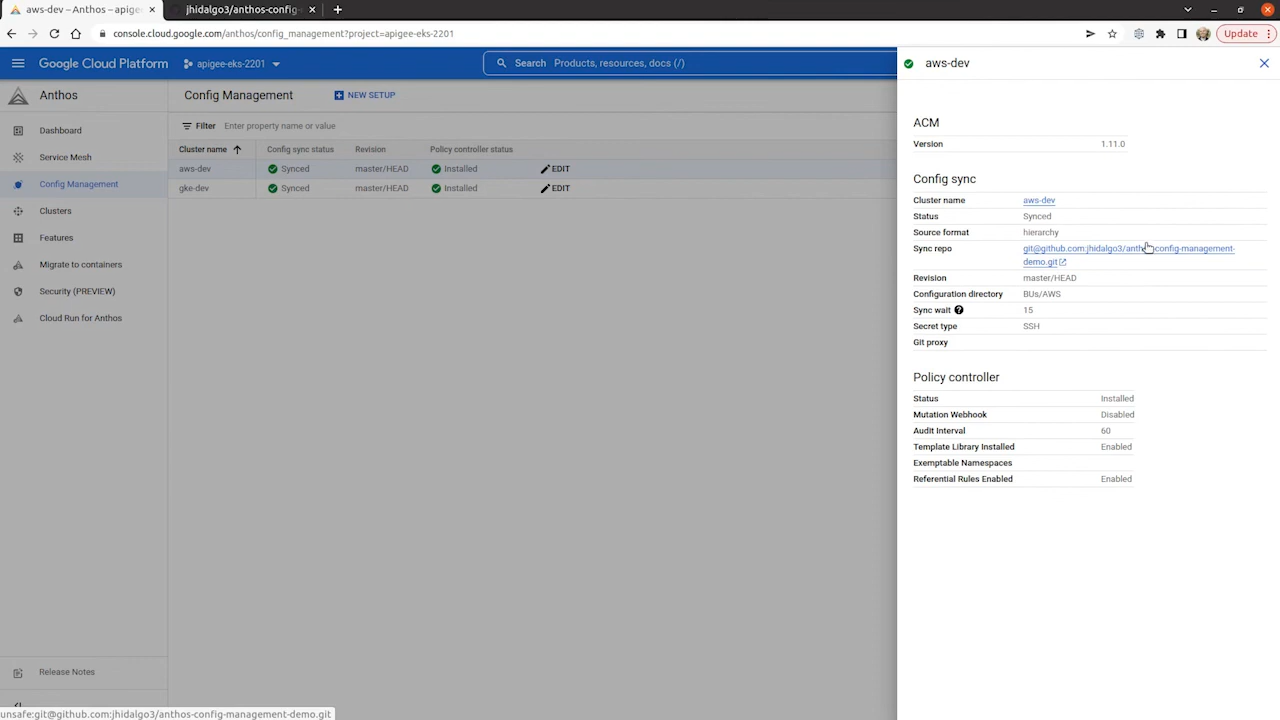 aws-dev – Anthos – apigee
jhidalgo3/anthos-config-
console.cloud.google.com/anthos/config_management?project=apigee-eks-2201
Update
Google Cloud Platform
apigee-eks-2201
Search Products, resources, docs (/)
aws-dev
Anthos
Config Management
NEW SETUP
Dashboard
Service Mesh
Config Management
Clusters
Features
Migrate to containers
Security (PREVIEW)
Cloud Run for Anthos
Release Notes
Filter Enter property name or value
Cluster name Config sync status Revision Policy controller status
aws-dev Synced master/HEAD Installed EDIT
gke-dev Synced master/HEAD Installed EDIT
ACM
Version 1.11.0
Config sync
Cluster name aws-dev
Status Synced
Source format hierarchy
Sync repo git@github.com:jhidalgo3/anthos-config-management-
demo.git
Revision master/HEAD
Configuration directory BUs/AWS
Sync wait ? 15
Secret type SSH
Git proxy
Policy controller
Status Installed
Mutation Webhook Disabled
Audit Interval 60
Template Library Installed Enabled
Exemptable Namespaces
Referential Rules Enabled Enabled
unsafe:git@github.com:jhidalgo3/anthos-config-management-demo.git